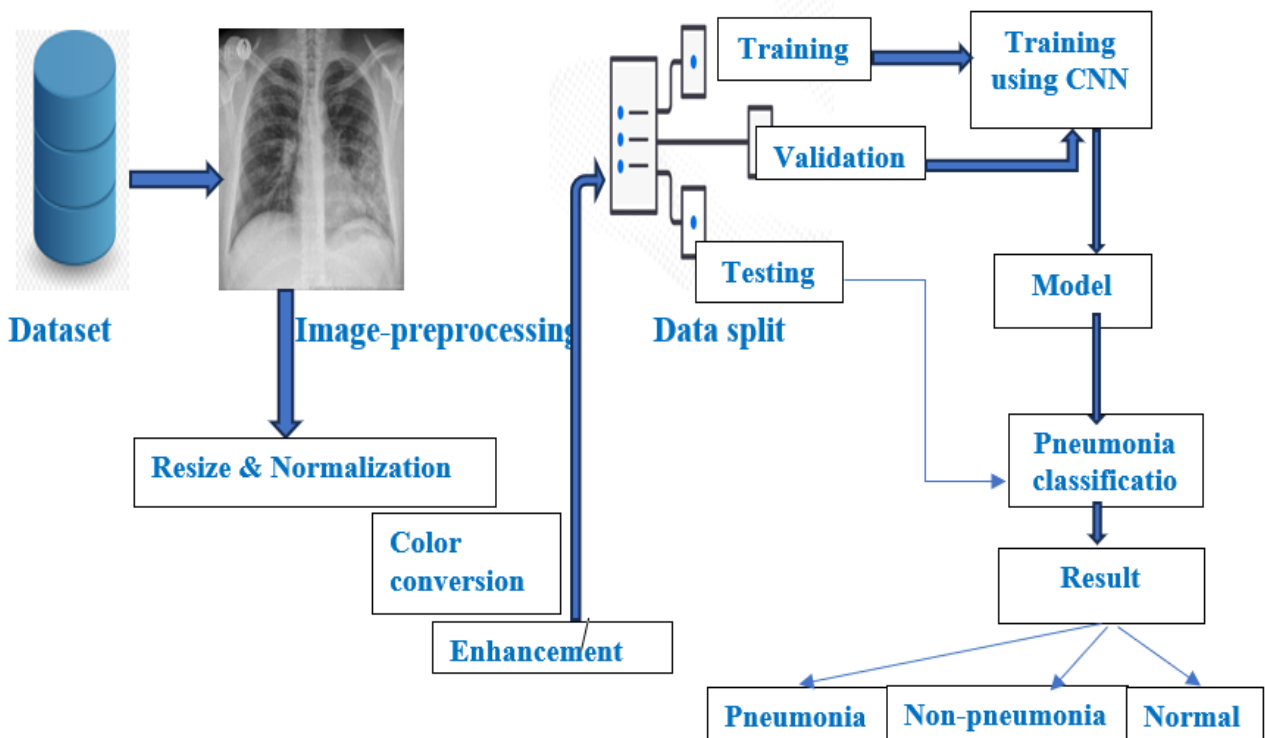 Dataset
Image-preprocessing
Resize & Normalization
Color
conversion
Enhancement
Data split
Training
Validation
Testing
Training
using CNN
Model
Pneumonia
classificatio
Result
Pneumonia
Non-pneumonia
Normal